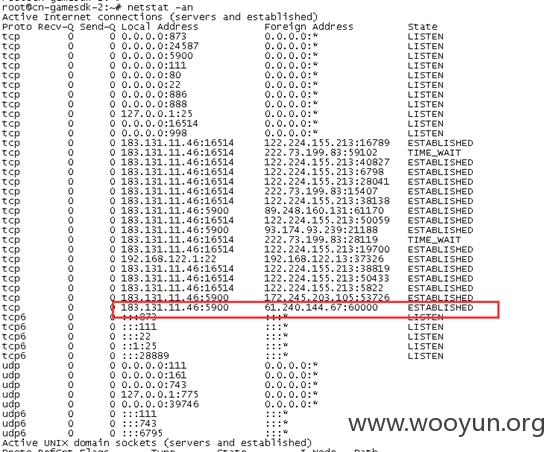 root@cn-gamesdk-2:~# netstat -an
Active Internet connections (servers and established)
Proto Recv-Q Send-Q Local Address Foreign Address State
tcp 0 0 0.0.0.0:873 0.0.0.0:* LISTEN
tcp 0 0 0.0.0.0:24587 0.0.0.0:* LISTEN
tcp 0 0 0.0.0.0:5900 0.0.0.0:* LISTEN
tcp 0 0 0.0.0.0:111 0.0.0.0:* LISTEN
tcp 0 0 0.0.0.0:80 0.0.0.0:* LISTEN
tcp 0 0 0.0.0.0:22 0.0.0.0:* LISTEN
tcp 0 0 0.0.0.0:886 0.0.0.0:* LISTEN
tcp 0 0 0.0.0.0:888 0.0.0.0:* LISTEN
tcp 0 0 127.0.0.1:25 0.0.0.0:* LISTEN
tcp 0 0 0.0.0.0:16514 0.0.0.0:* LISTEN
tcp 0 0 0.0.0.0:998 0.0.0.0:* LISTEN
tcp 0 0 183.131.11.46:16514 122.224.155.213:16789 ESTABLISHED
tcp 0 0 183.131.11.46:16514 222.73.199.83:59102 TIME_WAIT
tcp 0 0 183.131.11.46:16514 122.224.155.213:40827 ESTABLISHED
tcp 0 0 183.131.11.46:16514 122.224.155.213:6798 ESTABLISHED
tcp 0 0 183.131.11.46:16514 122.224.155.213:28041 ESTABLISHED
tcp 0 0 183.131.11.46:16514 222.73.199.83:15407 ESTABLISHED
tcp 0 0 183.131.11.46:16514 122.224.155.213:38138 ESTABLISHED
tcp 0 0 183.131.11.46:5900 89.248.160.131:61170 ESTABLISHED
tcp 0 0 183.131.11.46:16514 122.224.155.213:50059 ESTABLISHED
tcp 0 0 183.131.11.46:5900 93.174.93.239:21188 ESTABLISHED
tcp 0 0 183.131.11.46:16514 222.73.199.83:28119 TIME_WAIT
tcp 0 0 183.131.11.46:16514 122.224.155.213:19700 ESTABLISHED
tcp 0 0 192.168.122.1:22 192.168.122.13:37326 ESTABLISHED
tcp 0 0 183.131.11.46:16514 122.224.155.213:38819 ESTABLISHED
tcp 0 0 183.131.11.46:16514 122.224.155.213:50433 ESTABLISHED
tcp 0 0 183.131.11.46:16514 122.224.155.213:5822 ESTABLISHED
tcp 0 0 183.131.11.46:5900 172.245.203.105:53726 ESTABLISHED
tcp 0 0 183.131.11.46:5900 61.240.144.67:60000 ESTABLISHED
tcp6 0 0 :::873 :::* LISTEN
tcp6 0 0 :::111 :::* LISTEN
tcp6 0 0 :::22 :::* LISTEN
tcp6 0 0 ::1:25 :::* LISTEN
tcp6 0 0 :::28889 :::* LISTEN
udp 0 0 0.0.0.0:111 0.0.0.0:*
udp 0 0 0.0.0.0:161 0.0.0.0:*
udp 0 0 0.0.0.0:743 0.0.0.0:*
udp 0 0 127.0.0.1:775 0.0.0.0:*
udp 0 0 0.0.0.0:39746 0.0.0.0:*
udp6 0 0 :::111 :::*
udp6 0 0 :::743 :::*
udp6 0 0 :::6795 :::*
www.wooyun.org
Active UNIX domain sockets (servers and established)
Proto RefCnt Flags Type State I-Node Path